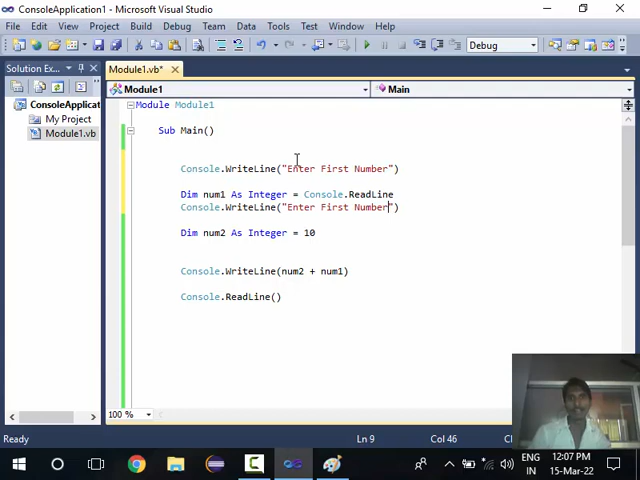 ConsoleApplication1 - Microsoft Visual Studio
File Edit View Project Build Debug Team Data Tools Test Window Help
Debug
Solution Ex...
Module1.vb*
Module1
Main
ConsoleApplicat
My Project
Module1.vb
Module Module1
Sub Main()
Console.WriteLine("Enter First Number")
Dim num1 As Integer = Console.ReadLine
Console.WriteLine("Enter First Number")
Dim num2 As Integer = 10
Console.WriteLine(num2 + num1)
Console.ReadLine()
100 %
Ready
Ln 9
Col 46
ENG
12:07 PM
IN
15-Mar-22